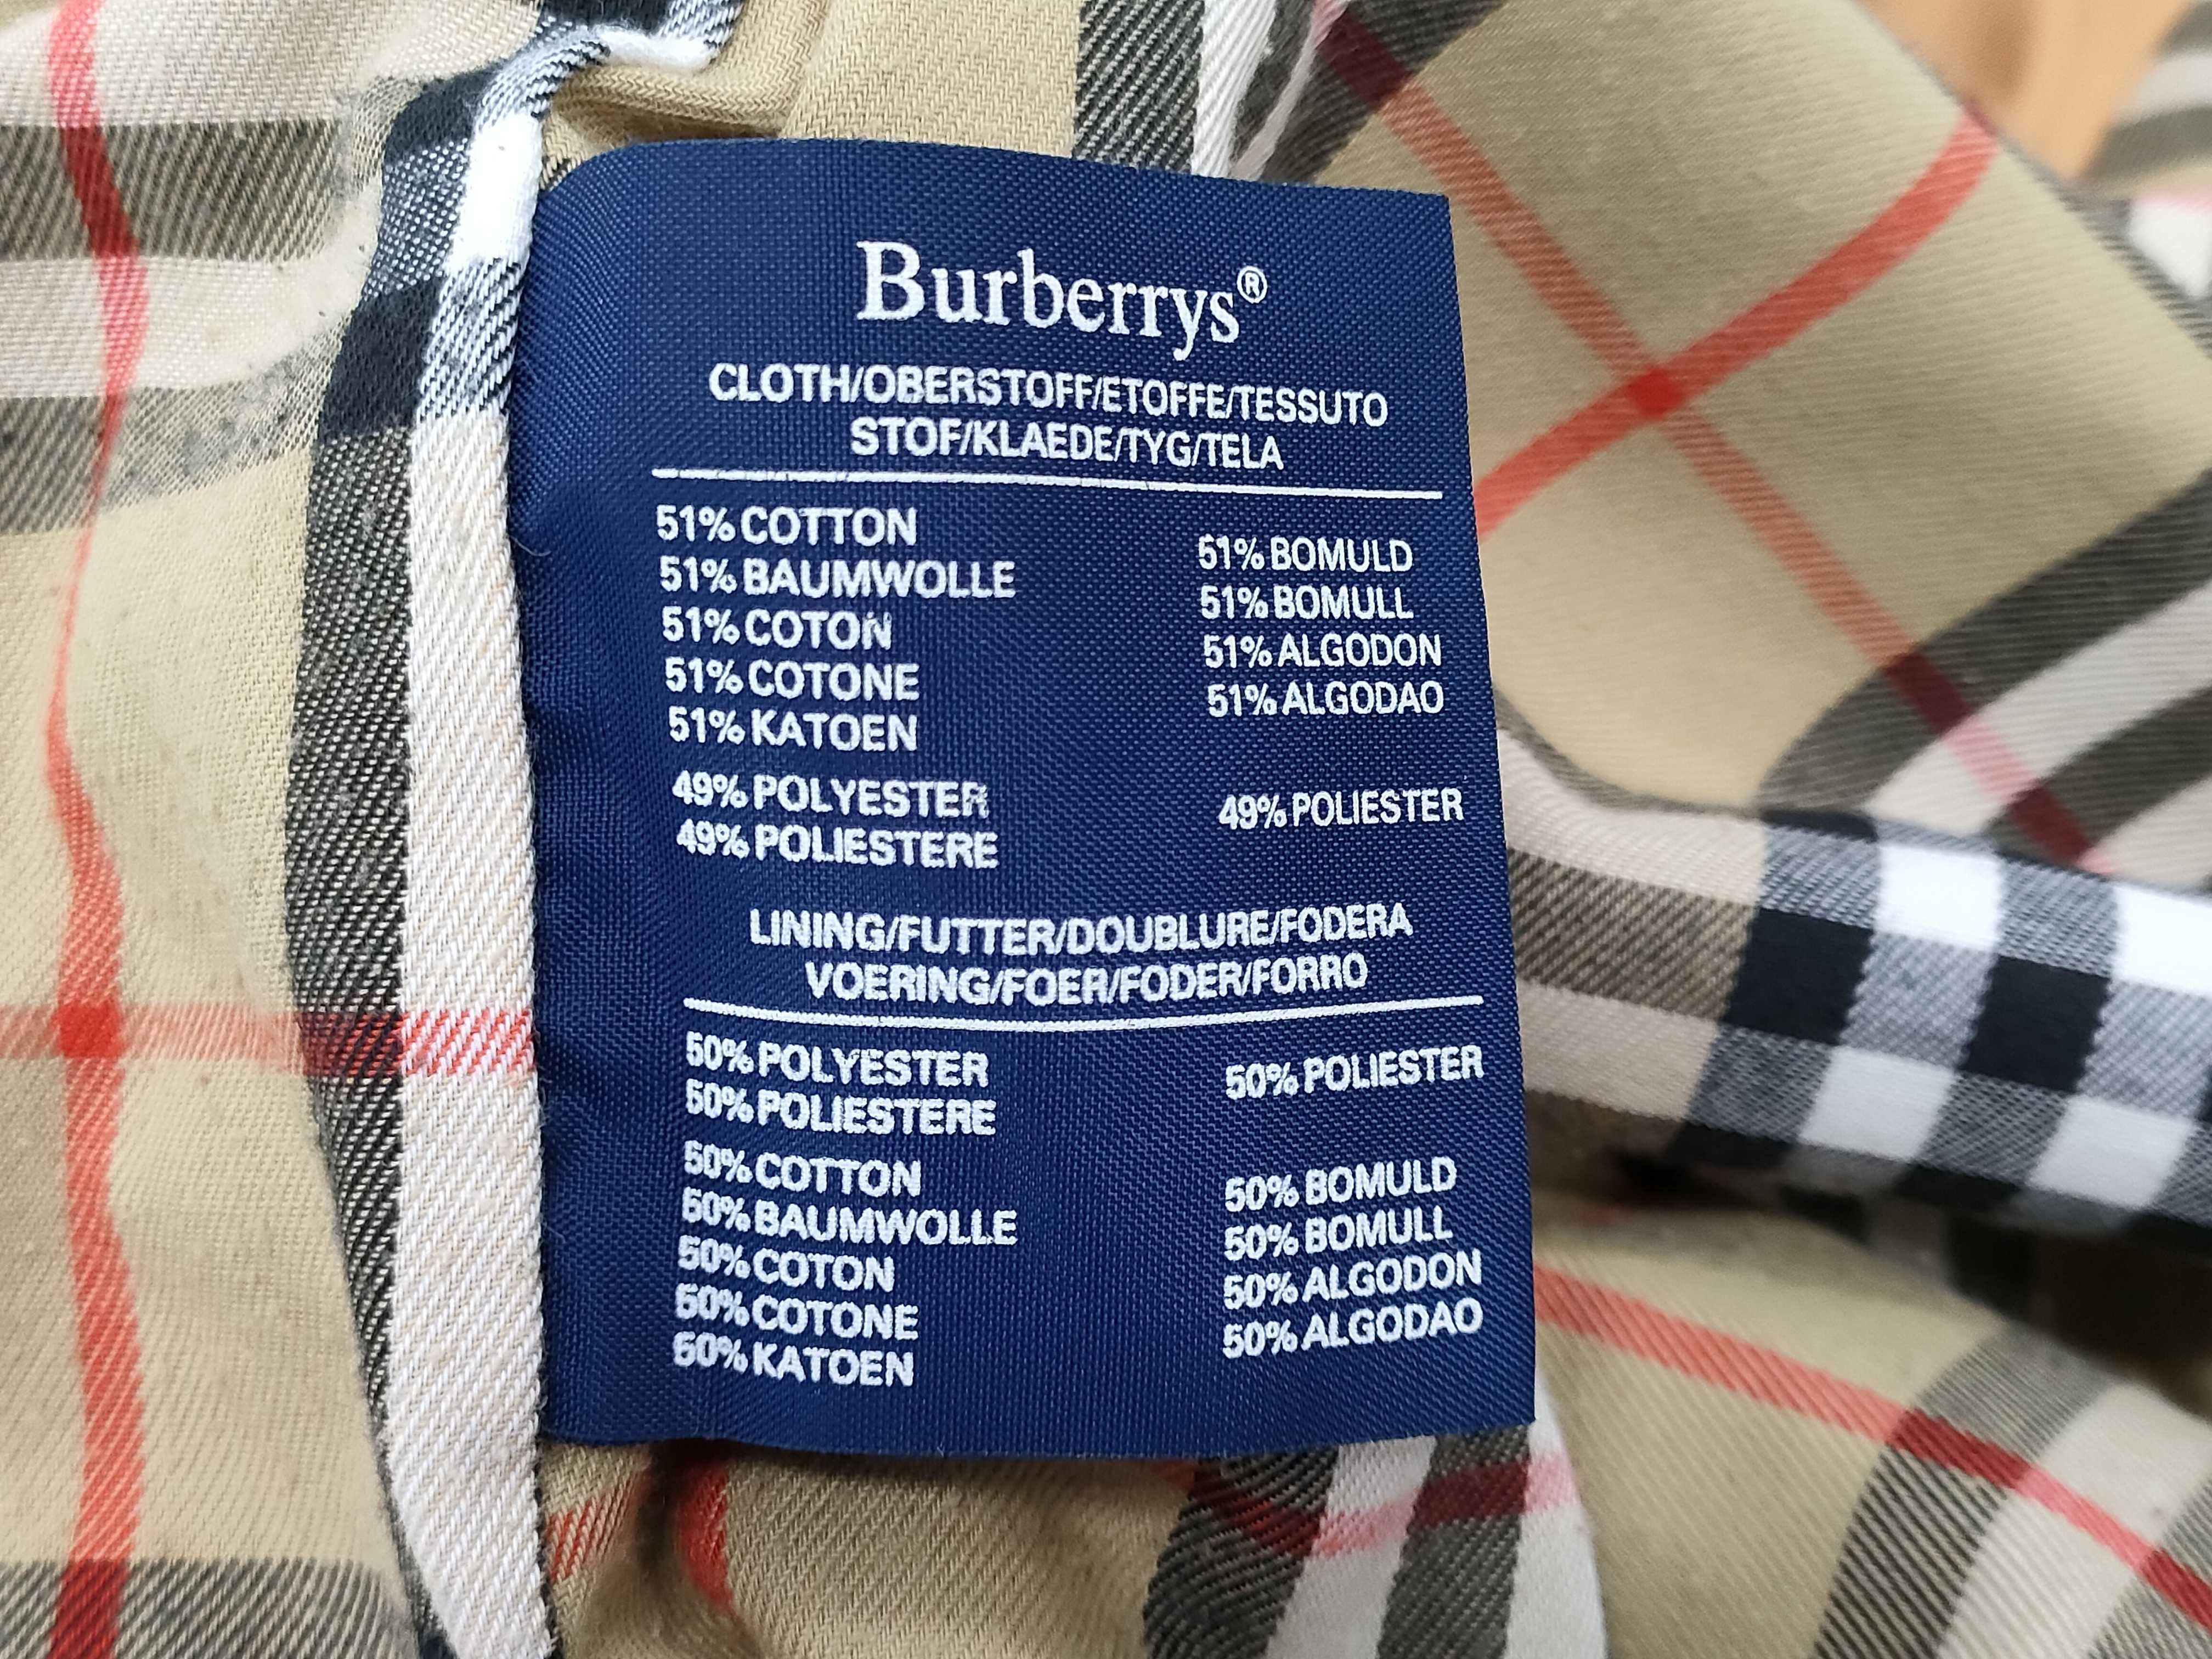 Burberrys®
CLOTH/OBERSTOFF/ETOFFE/TESSUTO
STOF/KLAEDE/TYG/TELA
51% COTTON
51% BAUMWOLLE
51% COTON
51% COTONE
51% KATOEN
51% BOMULD
51% BOMULL
51% ALGODON
51% ALGODAO
49% POLYESTER
49% POLIESTERE
49% POLIESTER
LINING/FUTTER/DOUBLURE/FODERA
VOERING/FOER/FODER/FORRO
50% POLYESTER
50% POLIESTERE
50% POLIESTER
50% COTTON
50% BAUMWOLLE
50% COTON
50% COTONE
50% KATOEN
50% BOMULD
50% BOMULL
50% ALGODON
50% ALGODAO